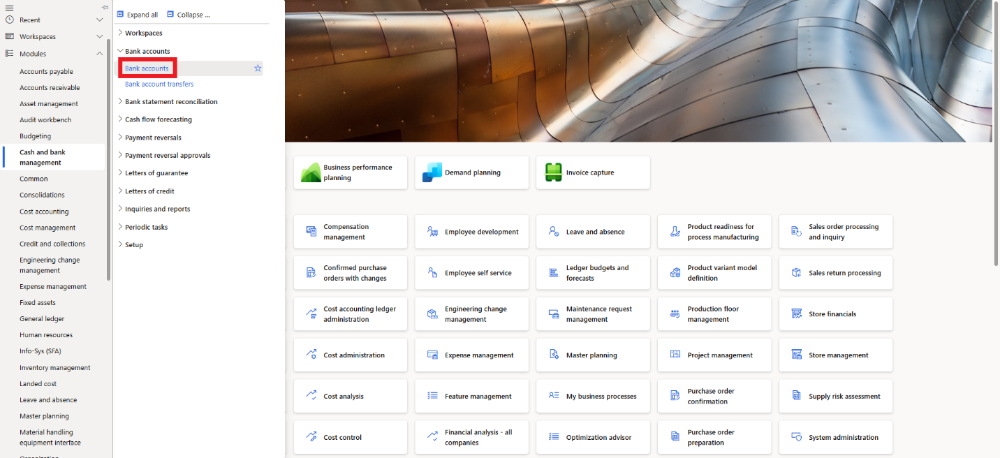 Recent
Workspaces
Modules
Accounts payable
Accounts receivable
Asset management
Audit workbench
Budgeting
Cash and bank
management
Common
Consolidations
Cost accounting
Cost management
Credit and collections
Engineering change
management
Expense management
Fixed assets
General ledger
Human resources
Info-Sys (SFA)
Inventory management
Landed cost
Leave and absence
Master planning
Material handling
equipment interface
Expand all
Collapse ...
Workspaces
Bank accounts
Bank accounts
Bank account transfers
Bank statement reconciliation
Cash flow forecasting
Payment reversals
Payment reversal approvals
Letters of guarantee
Letters of credit
Inquiries and reports
Periodic tasks
Setup
Business performance
planning
Demand planning
Invoice capture
Compensation
management
Employee development
Leave and absence
Product readiness for
process manufacturing
Sales order processing
and inquiry
Confirmed purchase
orders with changes
Employee self service
Ledger budgets and
forecasts
Product variant model
definition
Sales return processing
Cost accounting ledger
administration
Engineering change
management
Maintenance request
management
Production floor
management
Store financials
Cost administration
Expense management
Master planning
Project management
Store management
Cost analysis
Feature management
My business processes
Purchase order
confirmation
Supply risk assessment
Cost control
Financial analysis - all
companies
Optimization advisor
Purchase order
preparation
System administration